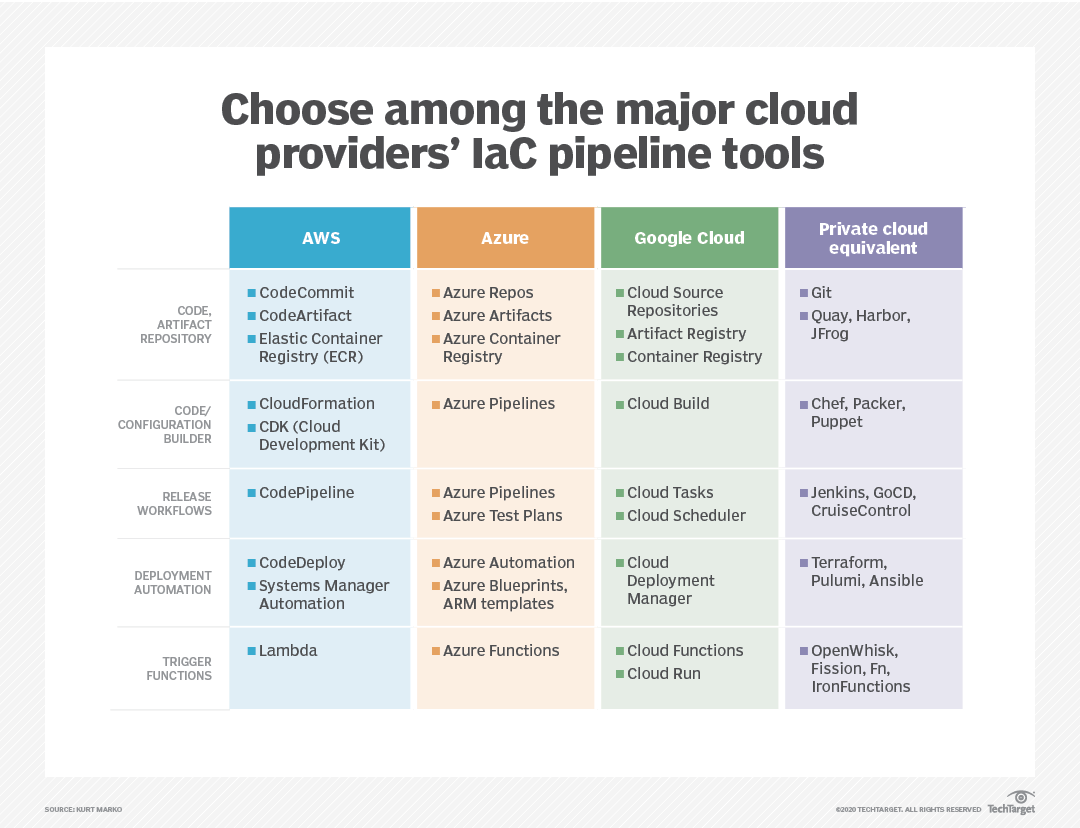 Choose among the major cloud
providers’ IaC pipeline tools
AWS
Azure
Google Cloud
Private cloud
equivalent
CODE,
ARTIFACT
REPOSITORY
CodeCommit
CodeArtifact
Elastic Container
Registry (ECR)
Azure Repos
Azure Artifacts
Azure Container
Registry
Cloud Source
Repositories
Artifact Registry
Container Registry
Git
Quay, Harbor,
JFrog
CODE/
CONFIGURATION
BUILDER
CloudFormation
CDK (Cloud
Development Kit)
Azure Pipelines
Cloud Build
Chef, Packer,
Puppet
RELEASE
WORKFLOWS
CodePipeline
Azure Pipelines
Azure Test Plans
Cloud Tasks
Cloud Scheduler
Jenkins, GoCD,
CruiseControl
DEPLOYMENT
AUTOMATION
CodeDeploy
Systems Manager
Automation
Azure Automation
Azure Blueprints,
ARM templates
Cloud
Deployment
Manager
Terraform,
Pulumi, Ansible
TRIGGER
FUNCTIONS
Lambda
Azure Functions
Cloud Functions
Cloud Run
OpenWhisk,
Fission, Fn,
IronFunctions
SOURCE: KURT MARKO
©2020 TECHTARGET. ALL RIGHTS RESERVED
TechTarget